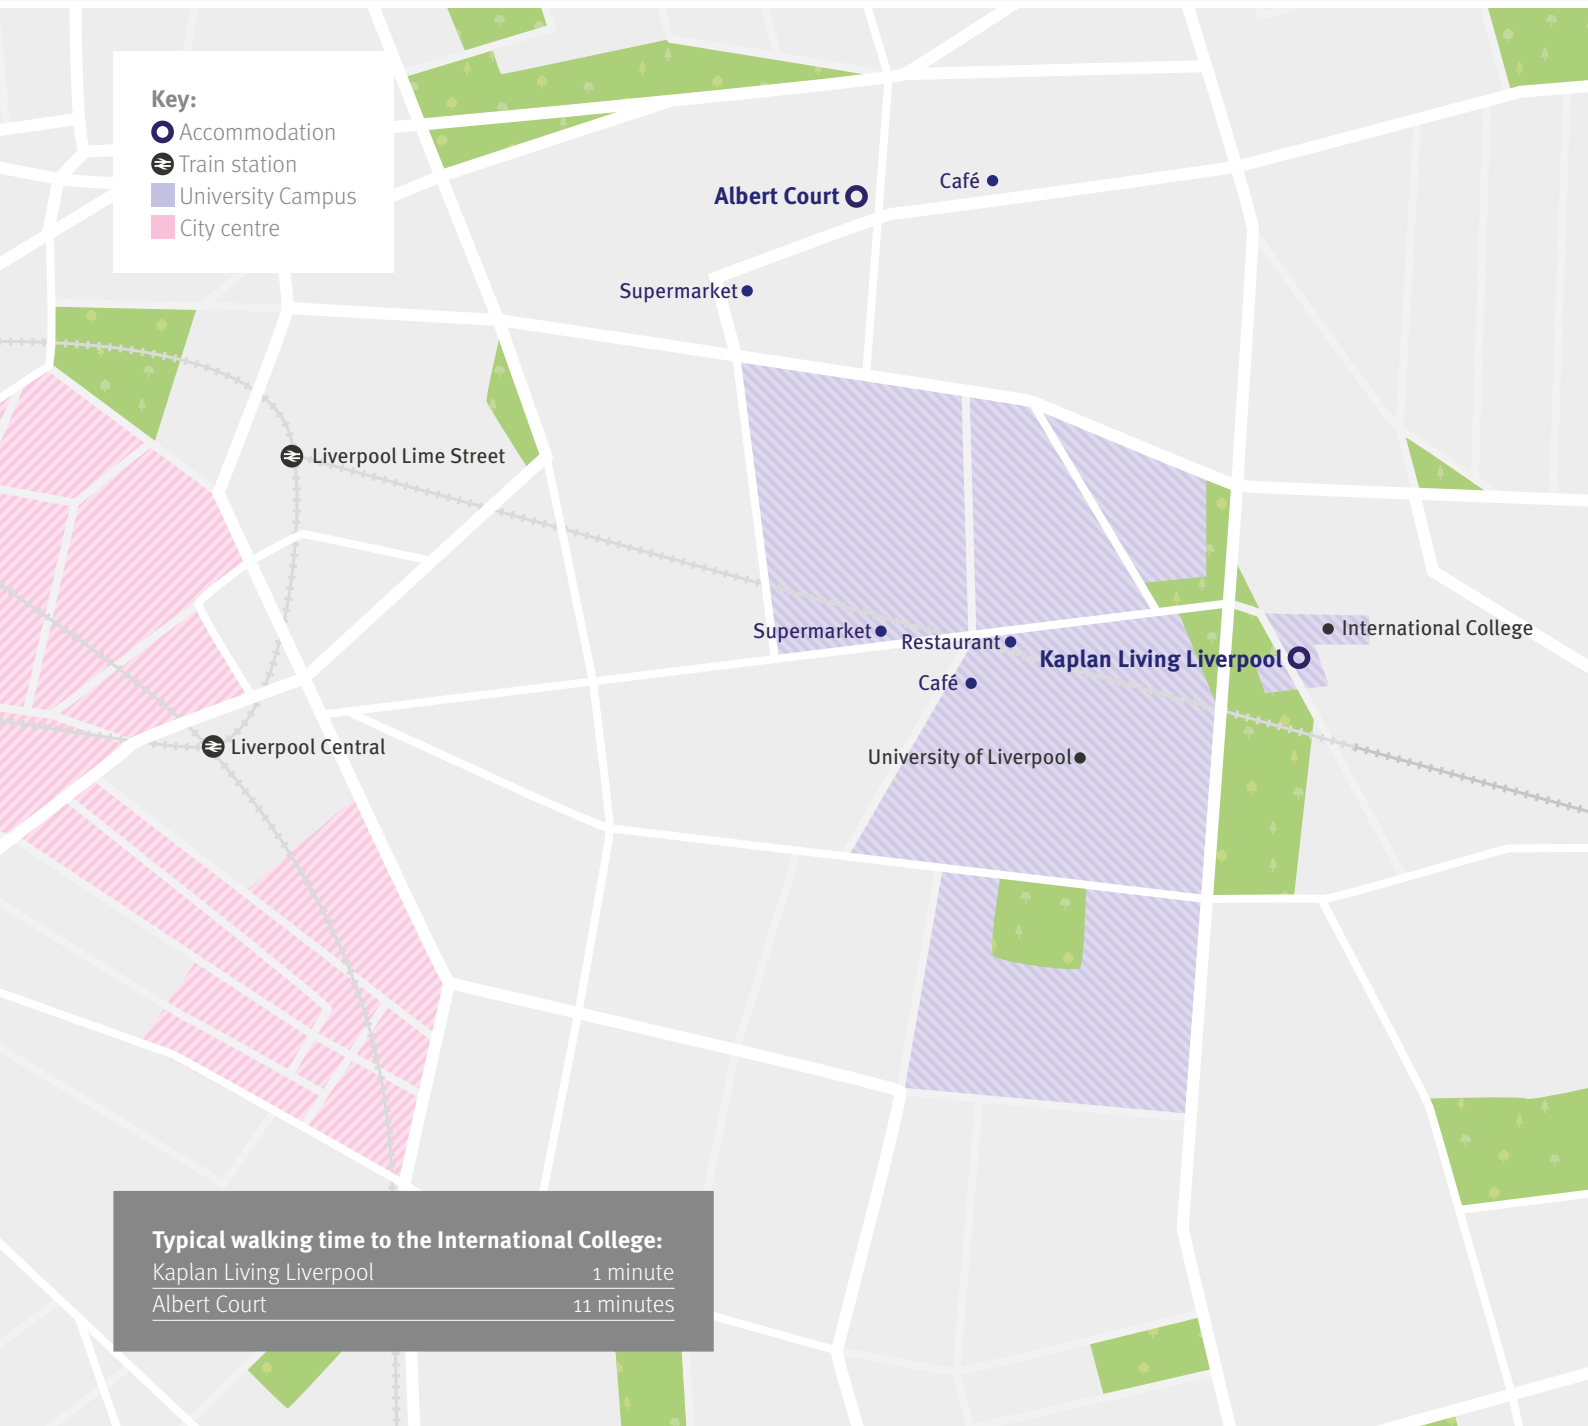 Key:
Accommodation
Train station
University Campus
City centre
Café
Albert Court
Supermarket
Liverpool Lime Street
International College
Supermarket
Restaurant
Kaplan Living Liverpool
Café
Liverpool Central
University of Liverpool
Typical walking time to the International College:
Kaplan Living Liverpool 1 minute
Albert Court 11 minutes